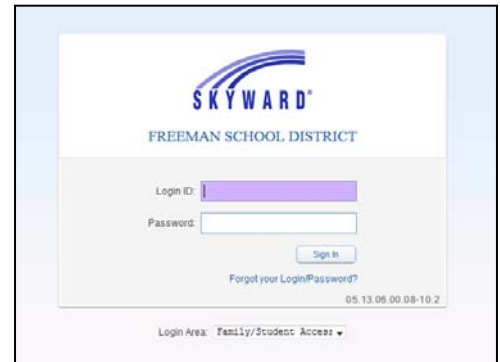 SKYWARD®
FREEMAN SCHOOL DISTRICT
Login ID:
Password:
Sign In
Forgot your Login/Password?
05.13.06.00.08-10.2
Login Area: Family/Student Access